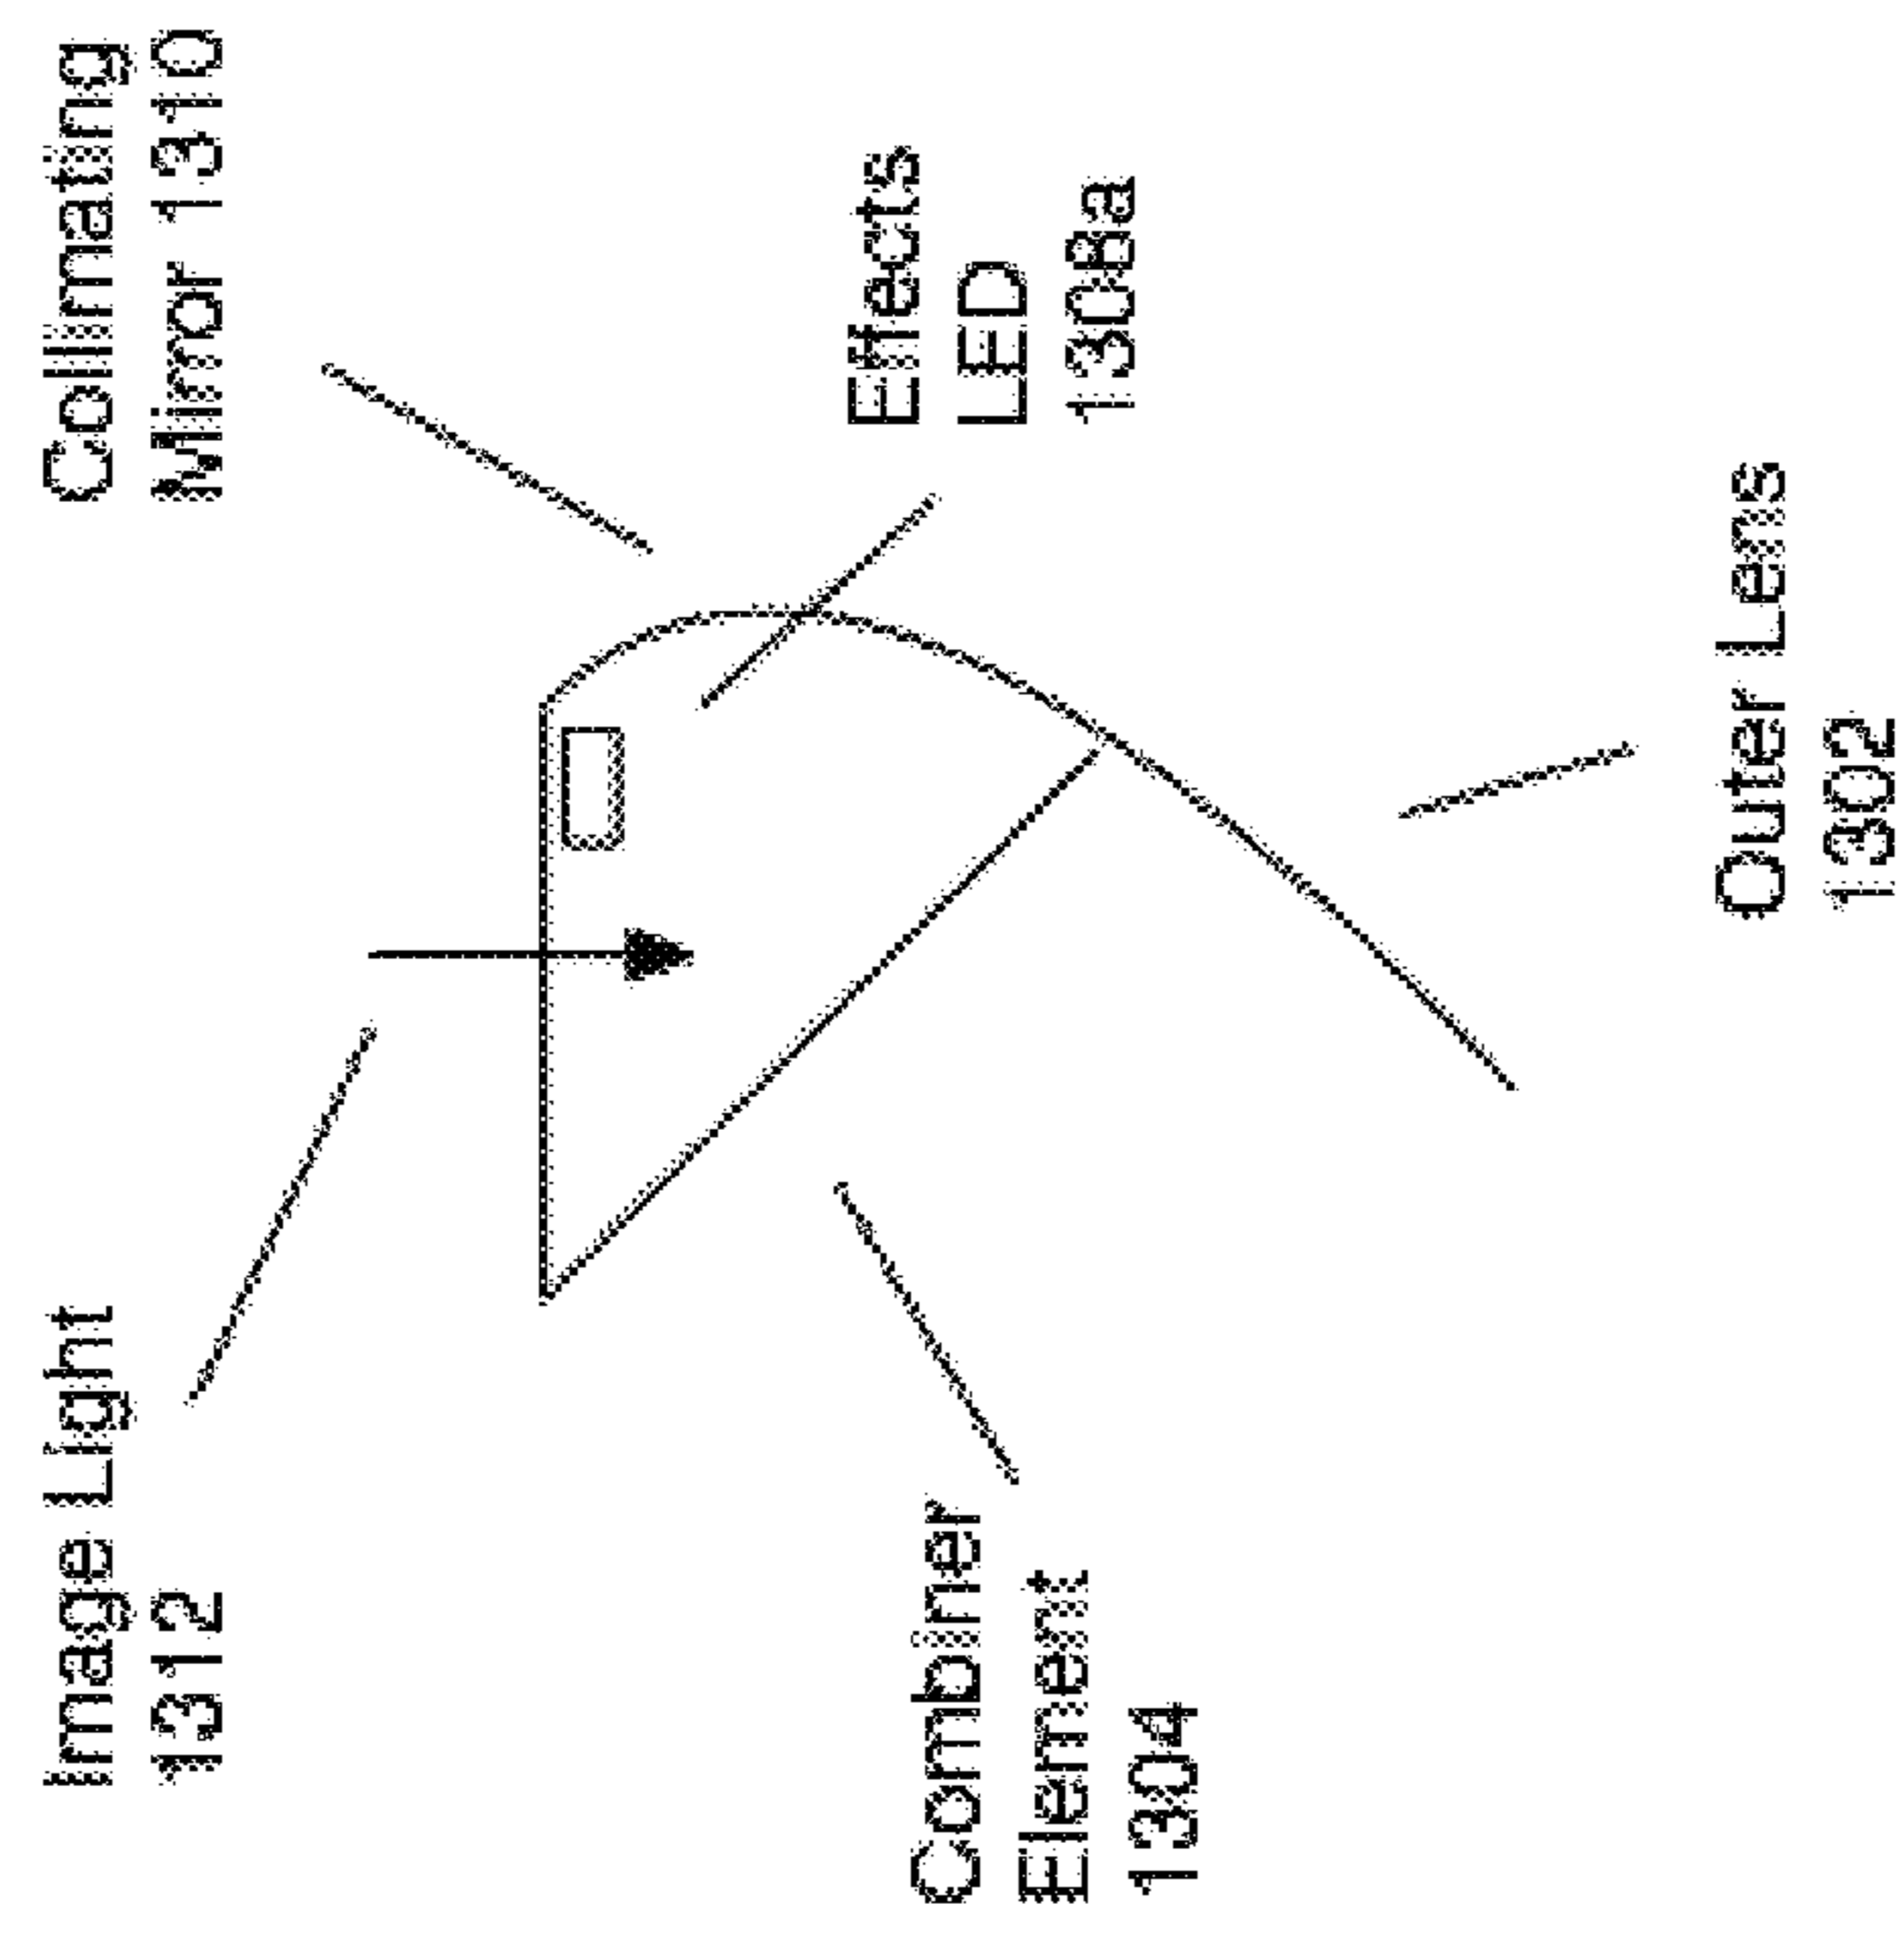 Image Light
1312
Collimating
Mirror 1310
Effects
LED
1308a
Combiner
Element
1304
Outer Lens
1302